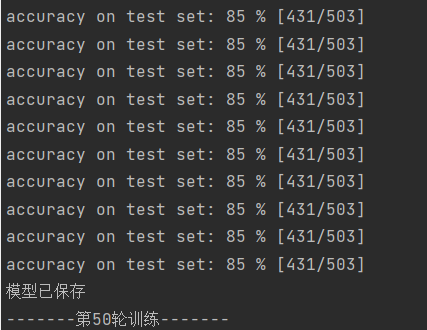 accuracy on test set: 85 % [431/503]
accuracy on test set: 85 % [431/503]
accuracy on test set: 85 % [431/503]
accuracy on test set: 85 % [431/503]
accuracy on test set: 85 % [431/503]
accuracy on test set: 85 % [431/503]
accuracy on test set: 85 % [431/503]
accuracy on test set: 85 % [431/503]
accuracy on test set: 85 % [431/503]
accuracy on test set: 85 % [431/503]
模型已保存
-------第50轮训练-------